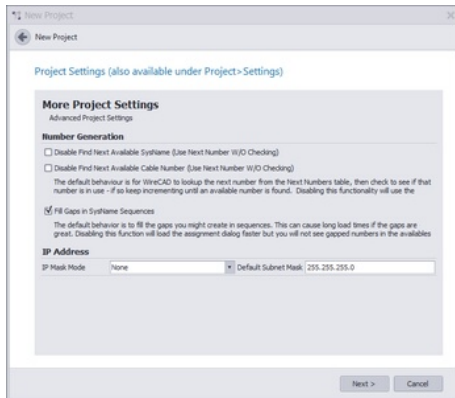 New Project
New Project
Project Settings (also available under Project>Settings)
More Project Settings
Advanced Project Settings
Number Generation
Disable Find Next Available SysName (Use Next Number W/O Checking)
Disable Find Next Available Cable Number (Use Next Number W/O Checking)
The default behaviour is for WireCAD to lookup the next number from the Next Numbers table, then check to see if that
number is in use - if so keep incrementing until an available number is found. Disabling this functionality will use the
Fill Gaps in SysName Sequences
The default behavior is to fill the gaps you might create in sequences. This can cause long load times if the gaps are
great. Disabling this function will load the assignment dialog faster but you will not see gapped numbers in the availables
IP Address
IP Mask Mode None Default Subnet Mask 255.255.255.0
Next > Cancel